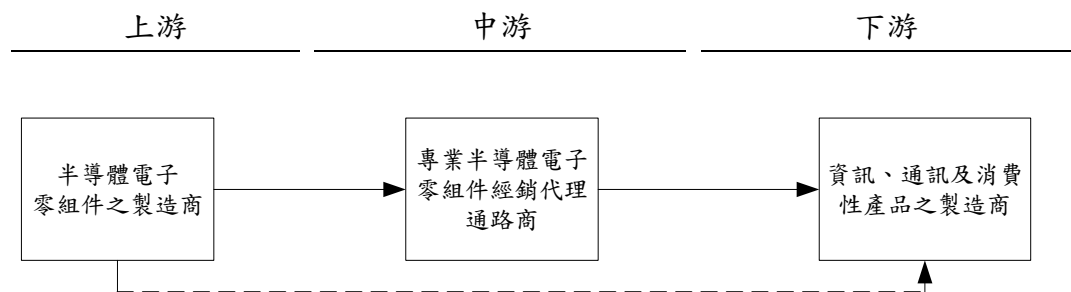 上游
中游
下游
半導體電子
零組件之製造商
專業半導體電子
零組件經銷代理
通路商
資訊、通訊及消費
性產品之製造商